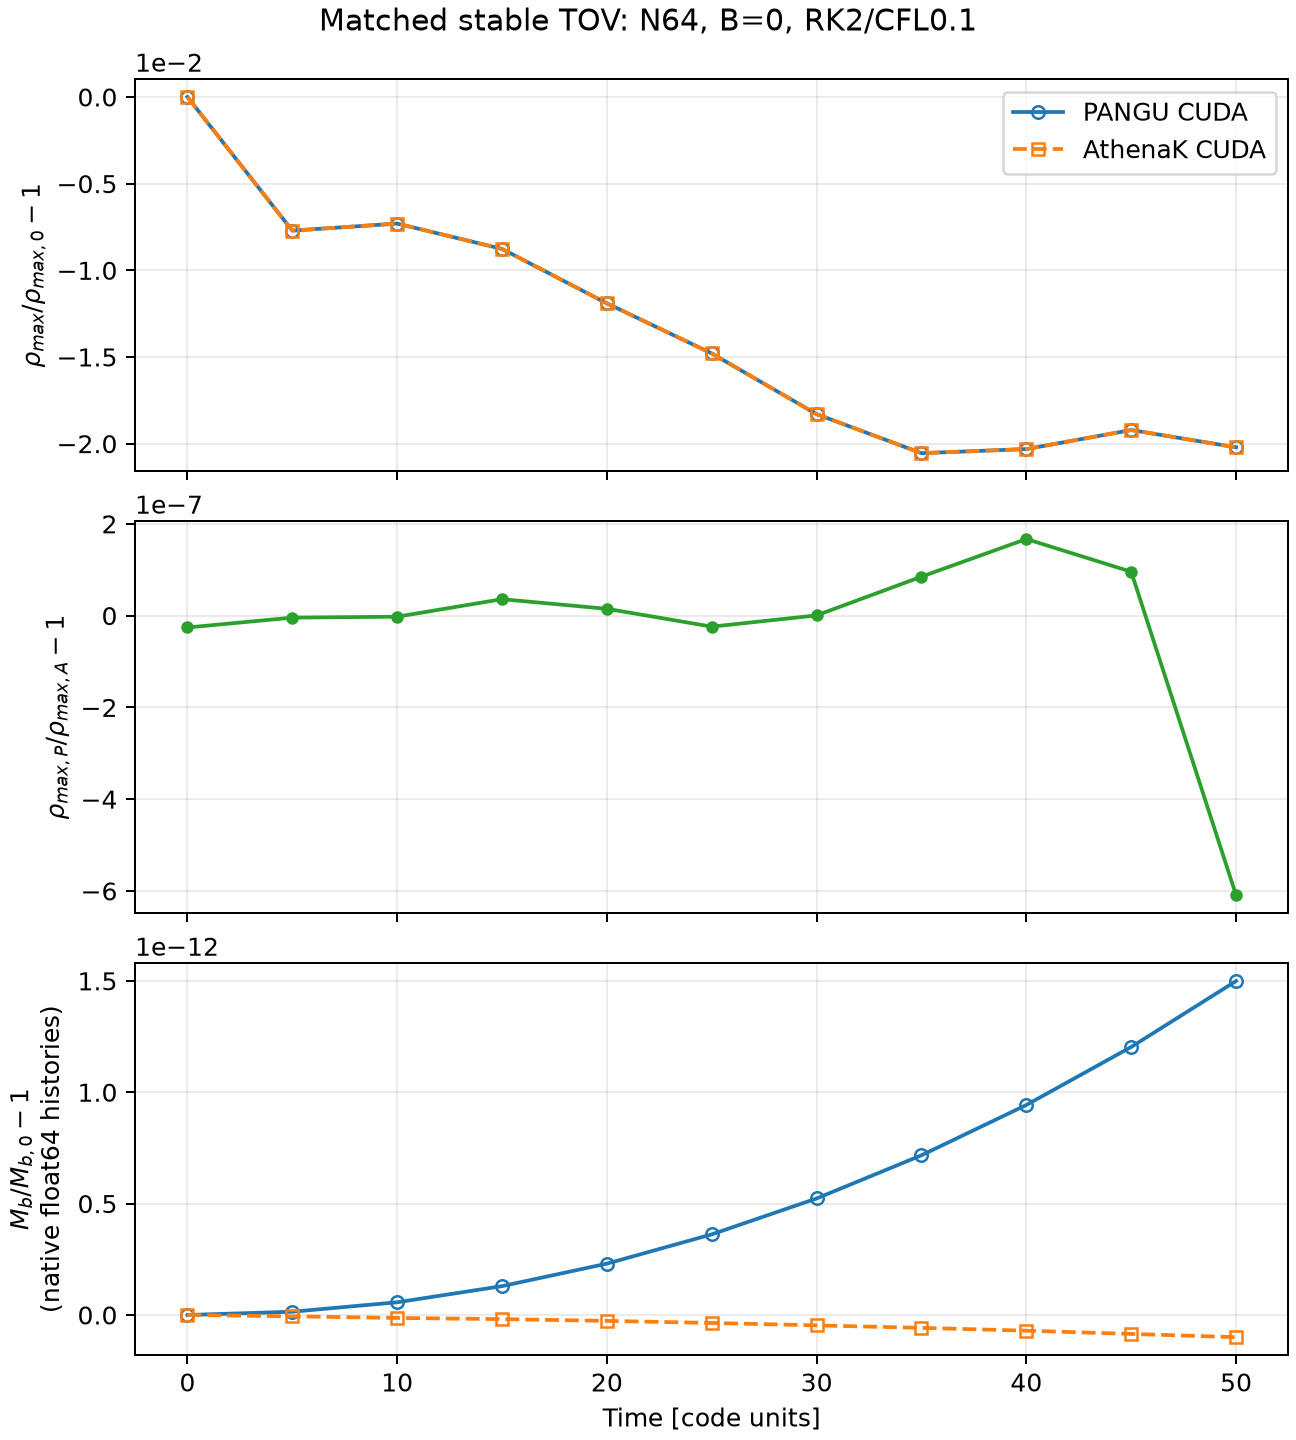 Matched stable TOV: N64, B=0, RK2/CFL0.1
1e−2
0.0
−0.5
−1.0
−1.5
−2.0
ρmax/ρmax, 0 − 1
PANGU CUDA
AthenaK CUDA
1e−7
2
0
−2
−4
−6
ρmax, P/ρmax, A − 1
1e−12
1.5
1.0
0.5
0.0
Mb/Mb, 0 − 1
(native float64 histories)
0 10 20 30 40 50
Time [code units]